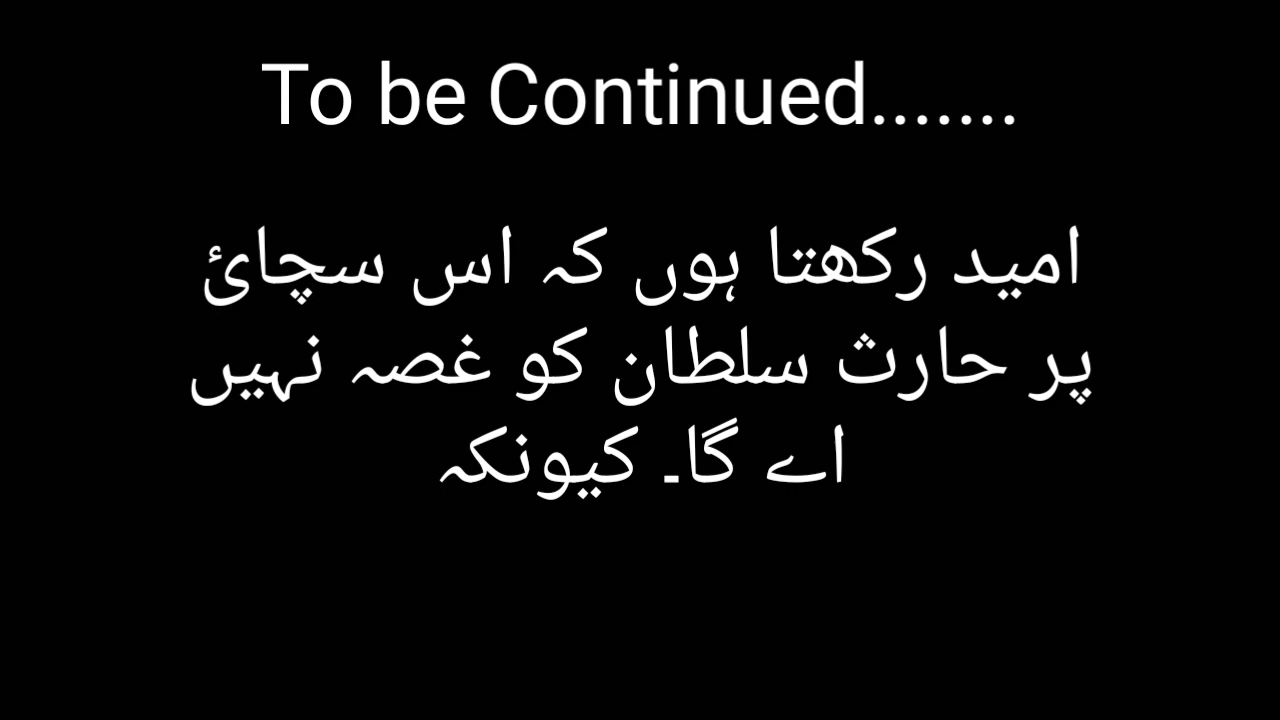 To be Continued.......
امید رکھتا ہوں کہ اس سچائ
پر حارث سلطان کو غصہ نہیں
اے گا۔ کیونکہ